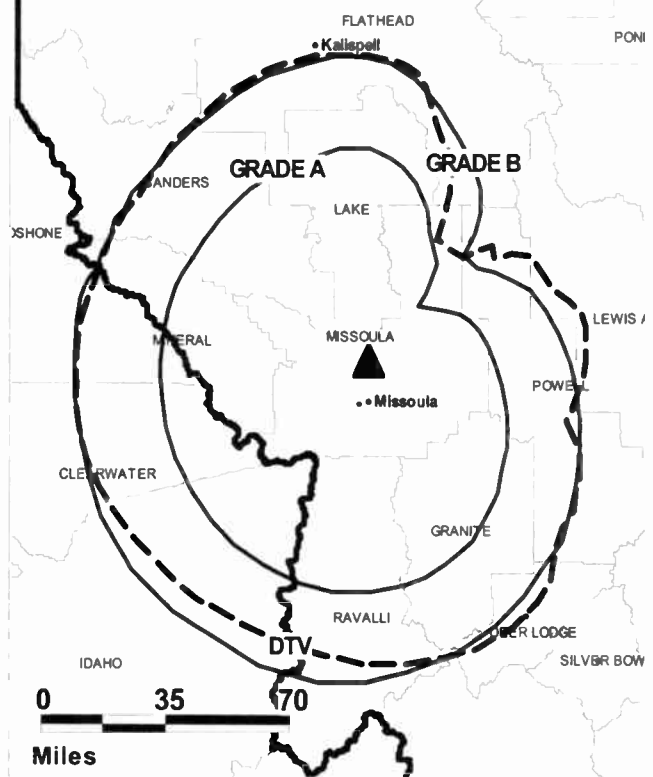 FLATHEAD
Kalispell
PON
GRADE A
GRADE B
SANDERS
LAKE
OSHONE
LEWIS A
MISSOULA
MINERAL
POWELL
Missoula
CLEARWATER
GRANITE
RAVALLI
DEER LODGE
DTV
IDAHO
SILVER BOW
0 35 70
Miles